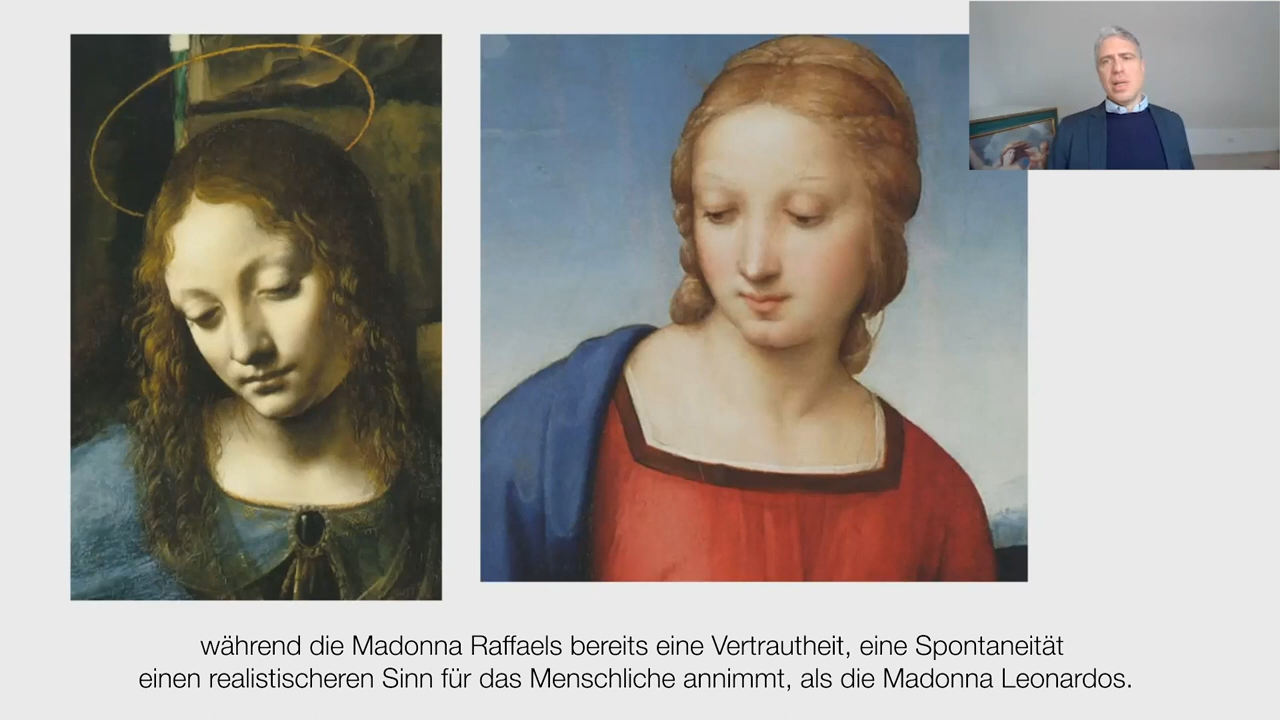 während die Madonna Raffaels bereits eine Vertrautheit, eine Spontaneität
einen realistischeren Sinn für das Menschliche annimmt, als die Madonna Leonardos.